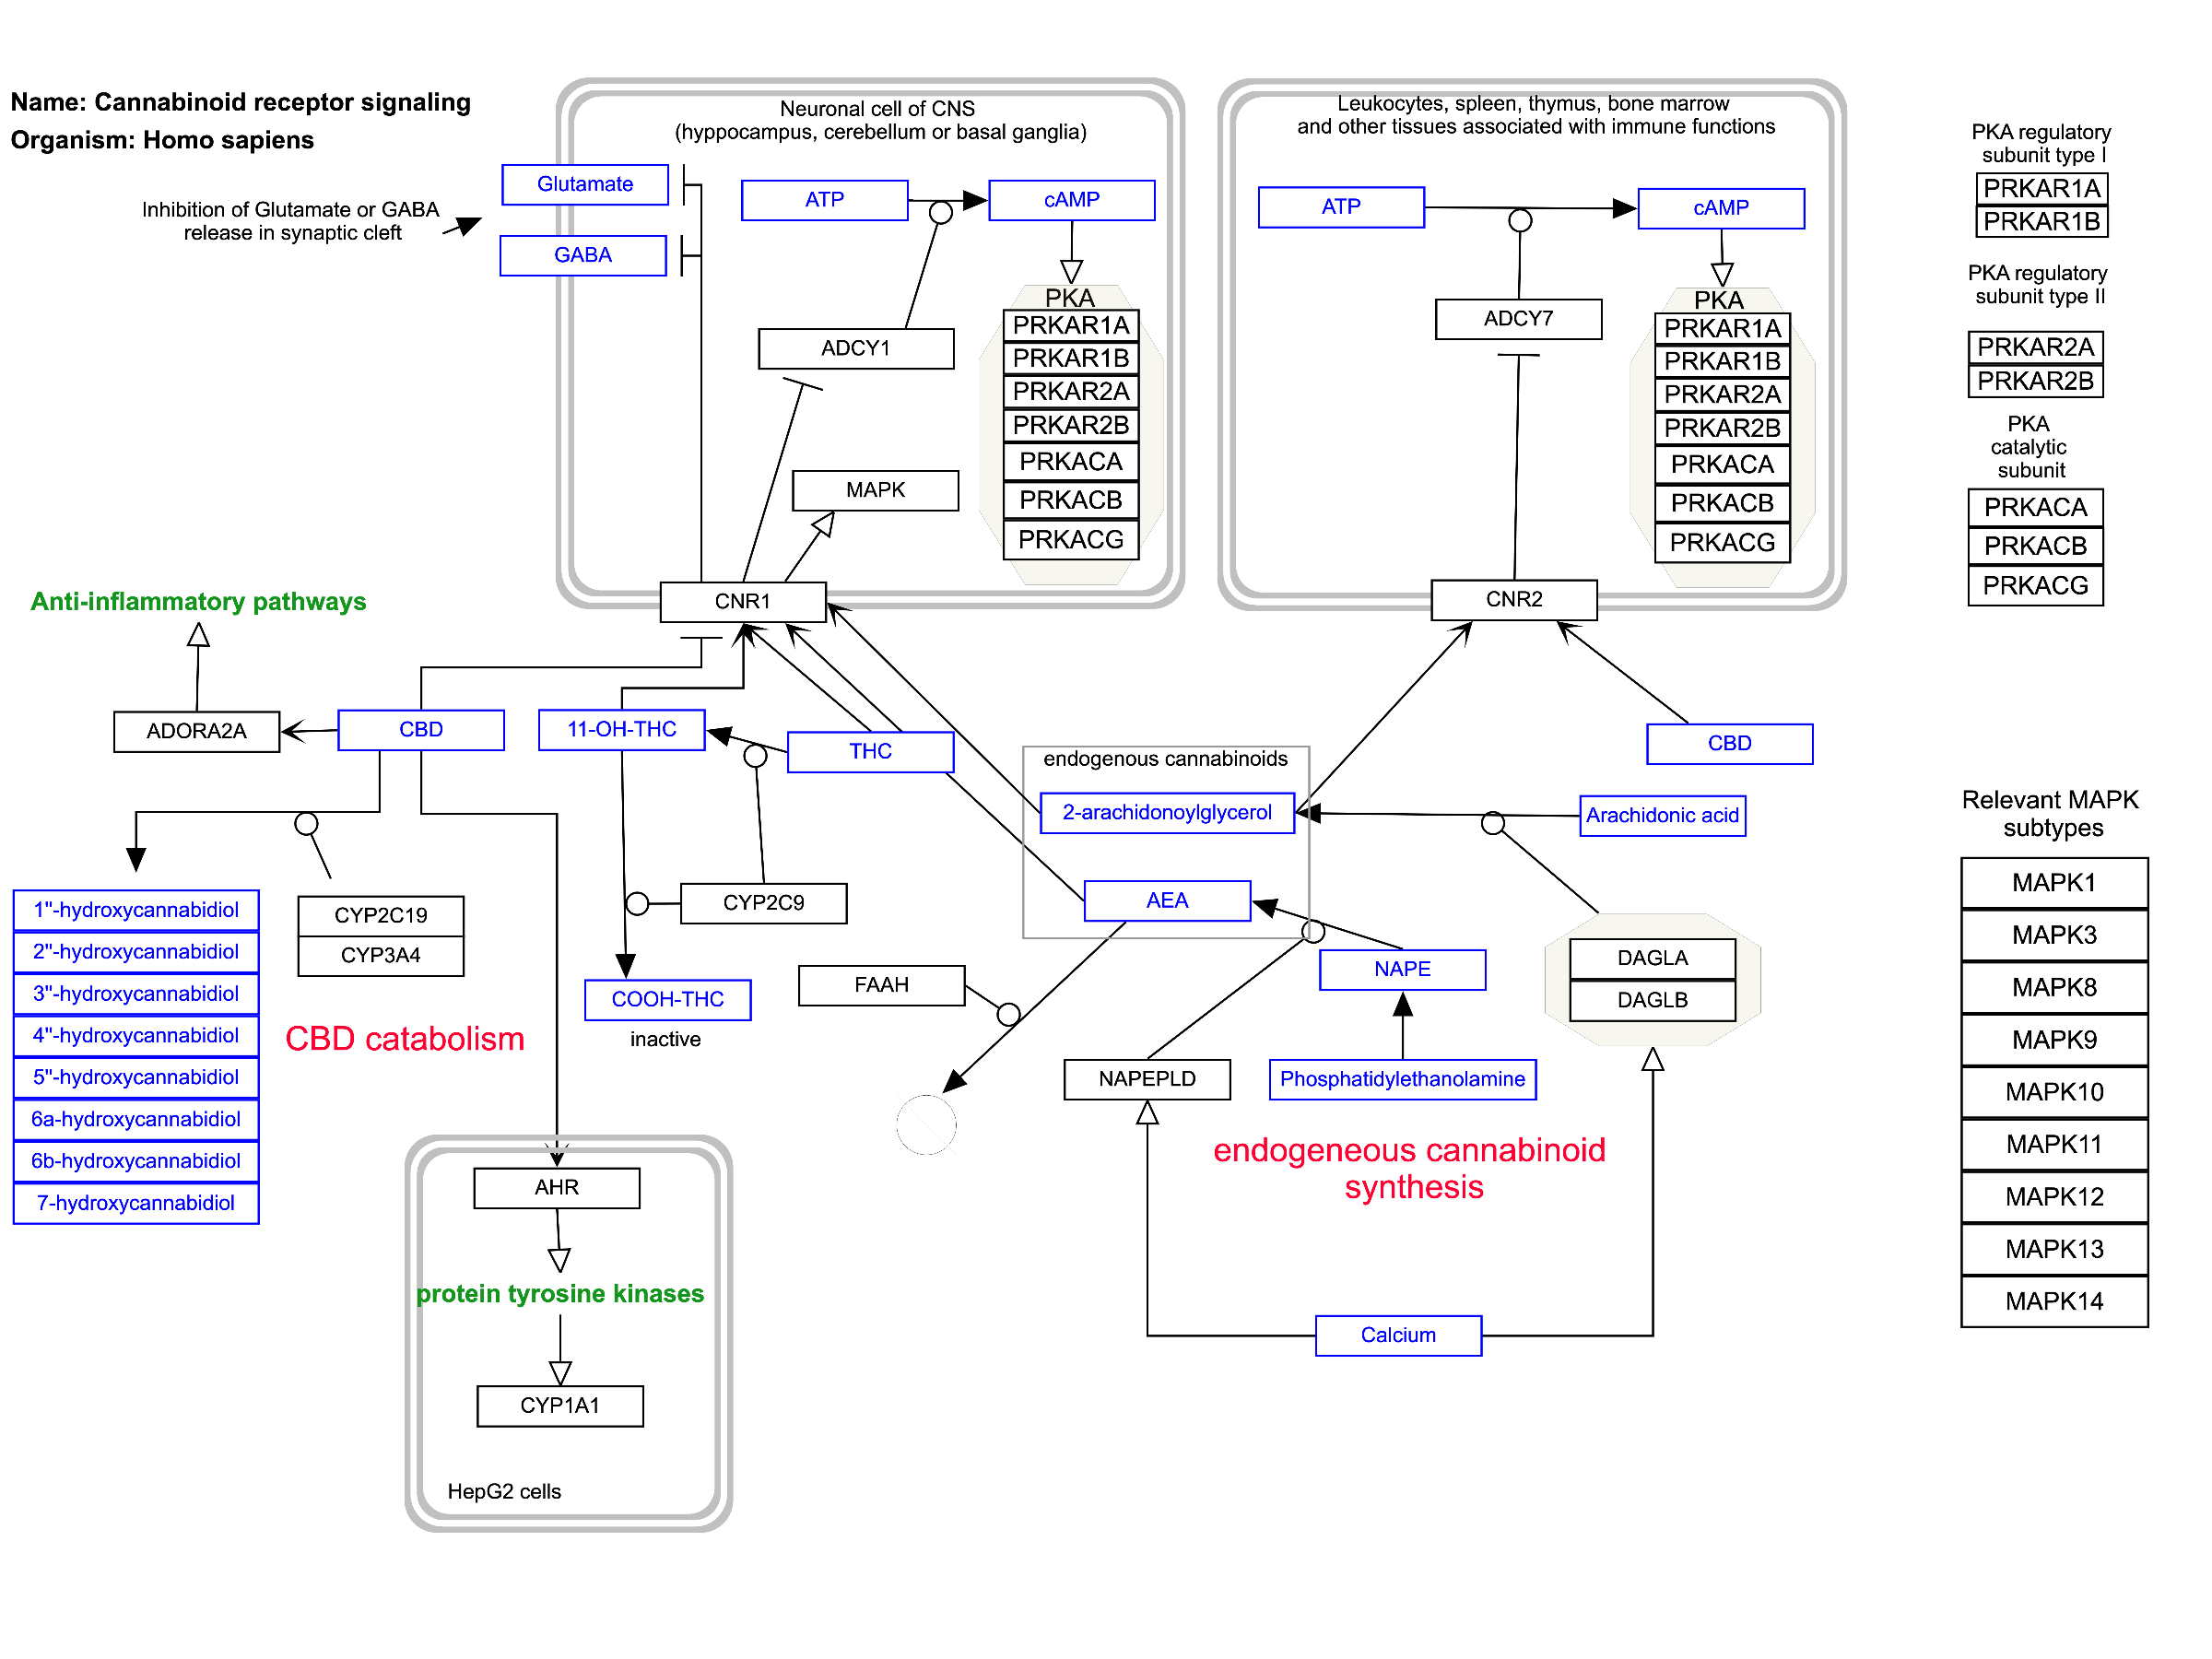 Name: Cannabinoid receptor signaling
Organism: Homo sapiens
Inhibition of Glutamate or GABA
release in synaptic cleft
Neuronal cell of CNS
(hyppocampus, cerebellum or basal ganglia)
Glutamate
GABA
ATP
cAMP
ADCY1
MAPK
PKA
PRKAR1A
PRKAR1B
PRKAR2A
PRKAR2B
PRKACA
PRKACB
PRKACG
CNR1
Leukocytes, spleen, thymus, bone marrow
and other tissues associated with immune functions
ATP
cAMP
ADCY7
PKA
PRKAR1A
PRKAR1B
PRKAR2A
PRKAR2B
PRKACA
PRKACB
PRKACG
CNR2
PKA regulatory
subunit type I
PRKAR1A
PRKAR1B
PKA regulatory
subunit type II
PRKAR2A
PRKAR2B
PKA
catalytic
subunit
PRKACA
PRKACB
PRKACG
Anti-inflammatory pathways
ADORA2A
CBD
11-OH-THC
THC
endogenous cannabinoids
2-arachidonoylglycerol
AEA
CBD
Arachidonic acid
1"-hydroxycannabidiol
2"-hydroxycannabidiol
3"-hydroxycannabidiol
4"-hydroxycannabidiol
5"-hydroxycannabidiol
6a-hydroxycannabidiol
6b-hydroxycannabidiol
7-hydroxycannabidiol
CYP2C19
CYP3A4
CBD catabolism
CYP2C9
COOH-THC
inactive
FAAH
NAPE
DAGLA
DAGLB
NAPEPLD
Phosphatidylethanolamine
endogeneous cannabinoid
synthesis
Calcium
AHR
protein tyrosine kinases
CYP1A1
HepG2 cells
Relevant MAPK
subtypes
MAPK1
MAPK3
MAPK8
MAPK9
MAPK10
MAPK11
MAPK12
MAPK13
MAPK14